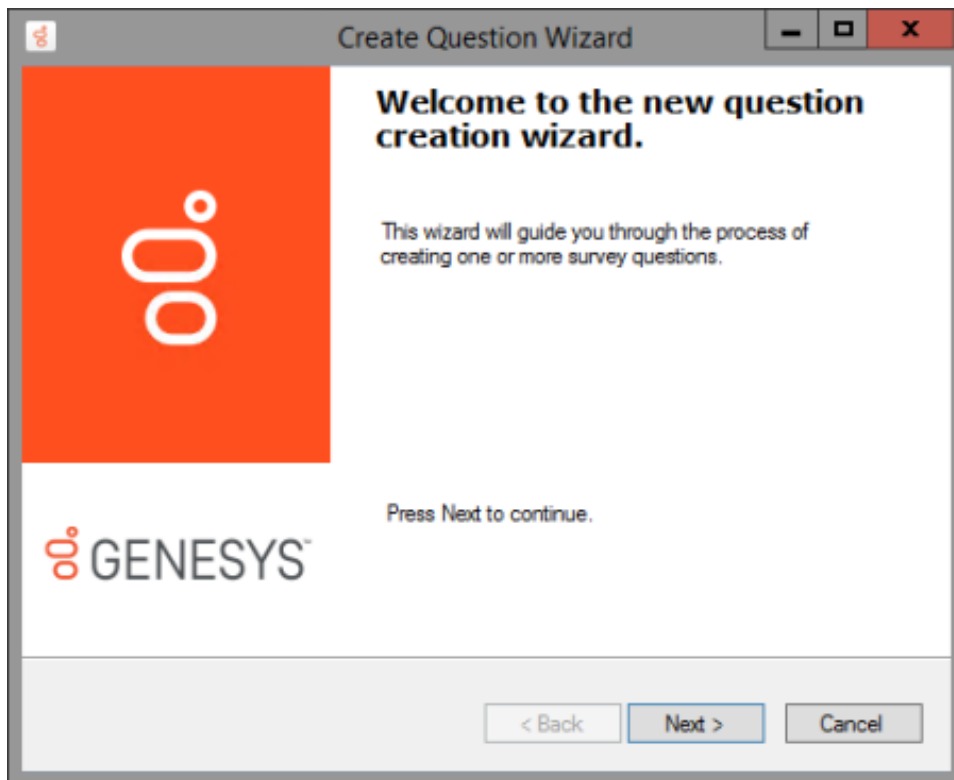 Create Question Wizard
Welcome to the new question
creation wizard.
This wizard will guide you through the process of
creating one or more survey questions.
Press Next to continue.
GENESYS™
< Back
Next >
Cancel